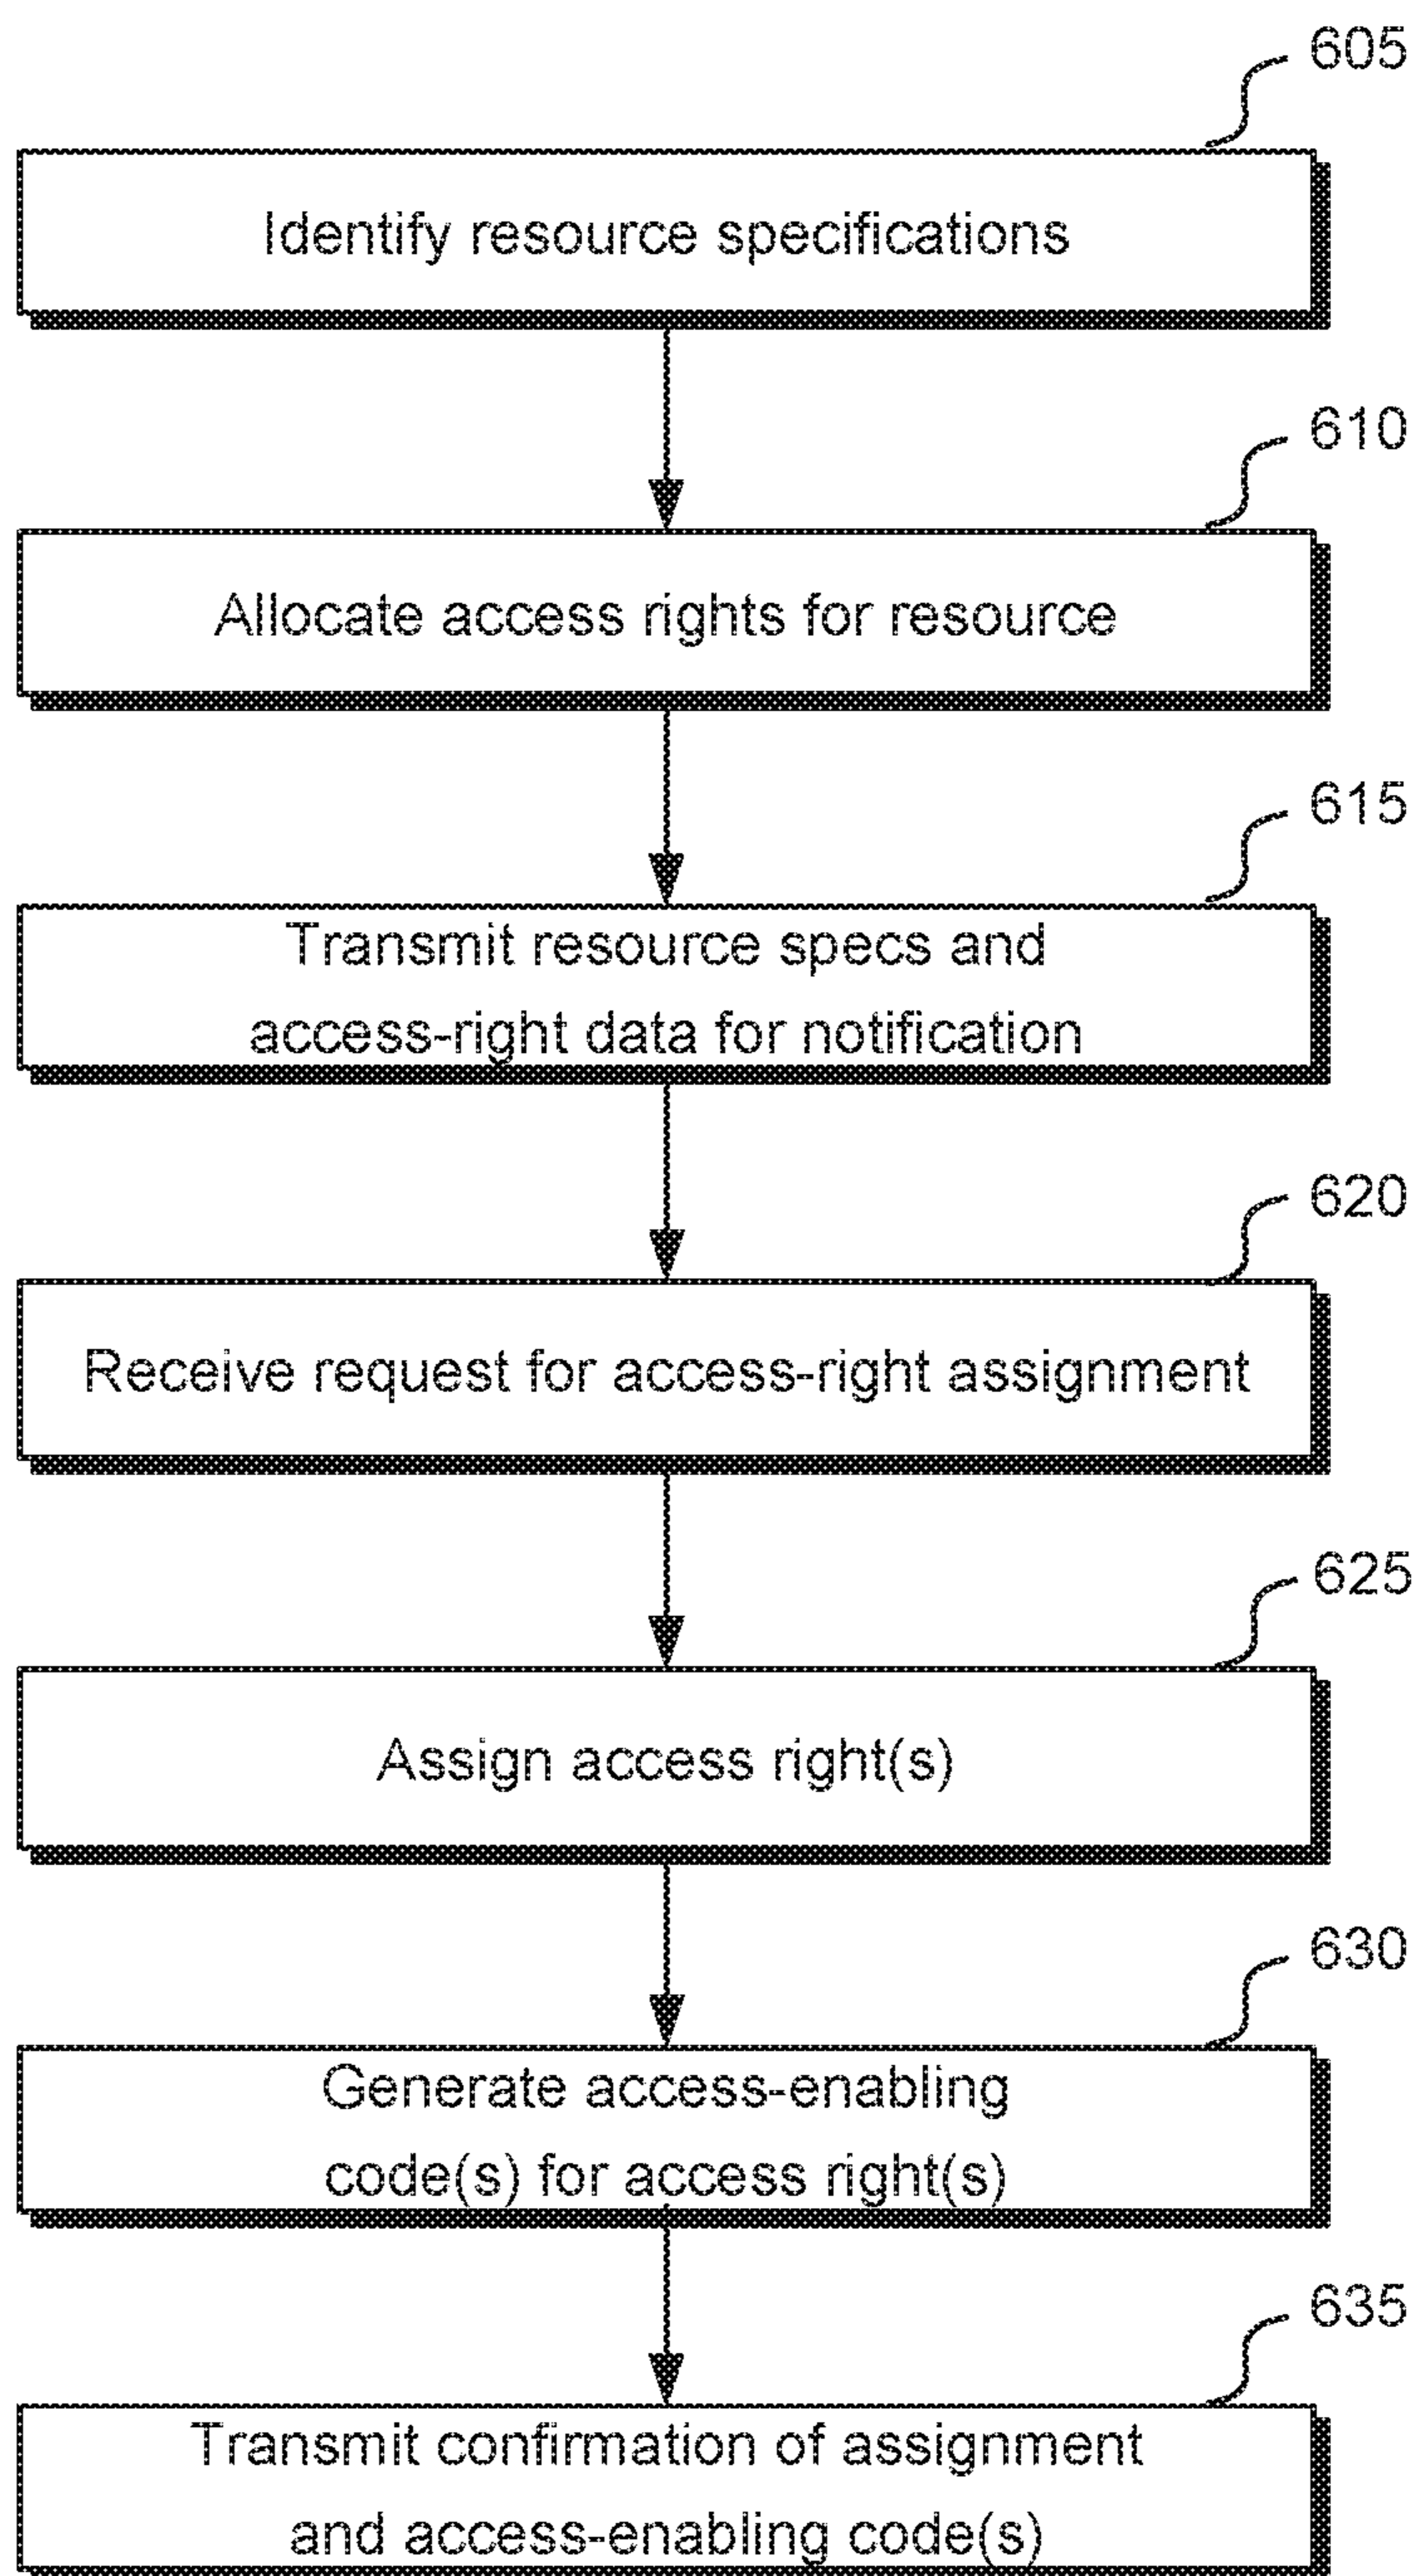 605
Identify resource specifications
610
Allocate access rights for resource
615
Transmit resource specs and
access-right data for notification
620
Receive request for access-right assignment
625
Assign access right(s)
630
Generate access-enabling
code(s) for access right(s)
635
Transmit confirmation of assignment
and access-enabling code(s)